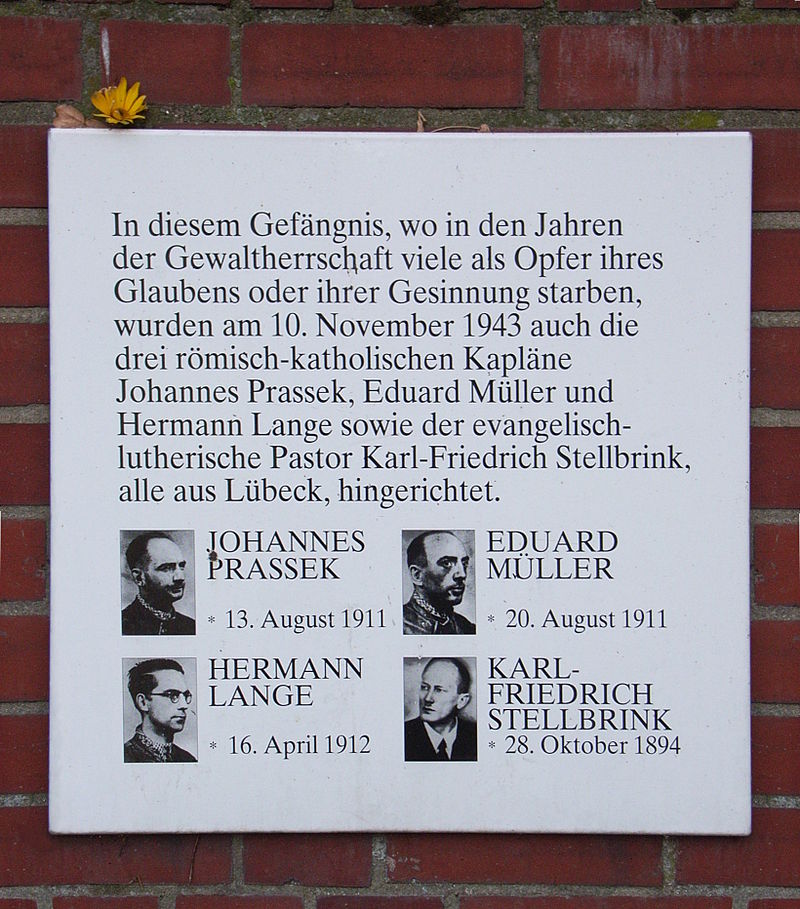 In diesem Gefängnis, wo in den Jahren
der Gewaltherrschaft viele als Opfer ihres
Glaubens oder ihrer Gesinnung starben,
wurden am 10. November 1943 auch die
drei römisch-katholischen Kapläne
Johannes Prassek, Eduard Müller und
Hermann Lange sowie der evangelisch-
lutherische Pastor Karl-Friedrich Stellbrink,
alle aus Lübeck, hingerichtet.
JOHANNES
PRASSEK
* 13. August 1911
EDUARD
MÜLLER
* 20. August 1911
HERMANN
LANGE
* 16. April 1912
KARL-
FRIEDRICH
STELLBRINK
* 28. Oktober 1894